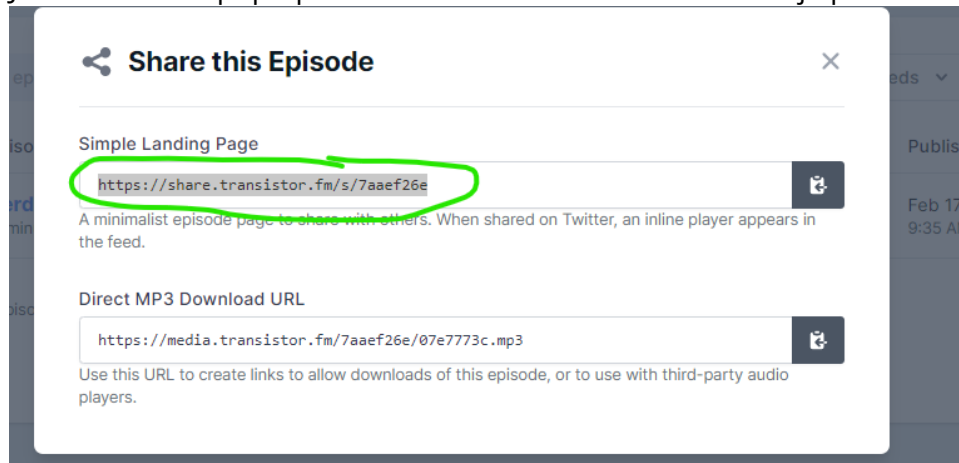 Share this Episode
eds
Simple Landing Page
Publis
https://share.transistor.fm/s/7aaef26e
A minimalist episode page to share with others. When shared on Twitter, an inline player appears in
Feb 17
the feed.
9:35 A
Direct MP3 Download URL
https://media.transistor.fm/7aaef26e/07e7773c.mp3
Use this URL to create links to allow downloads of this episode, or to use with third-party audio
players.